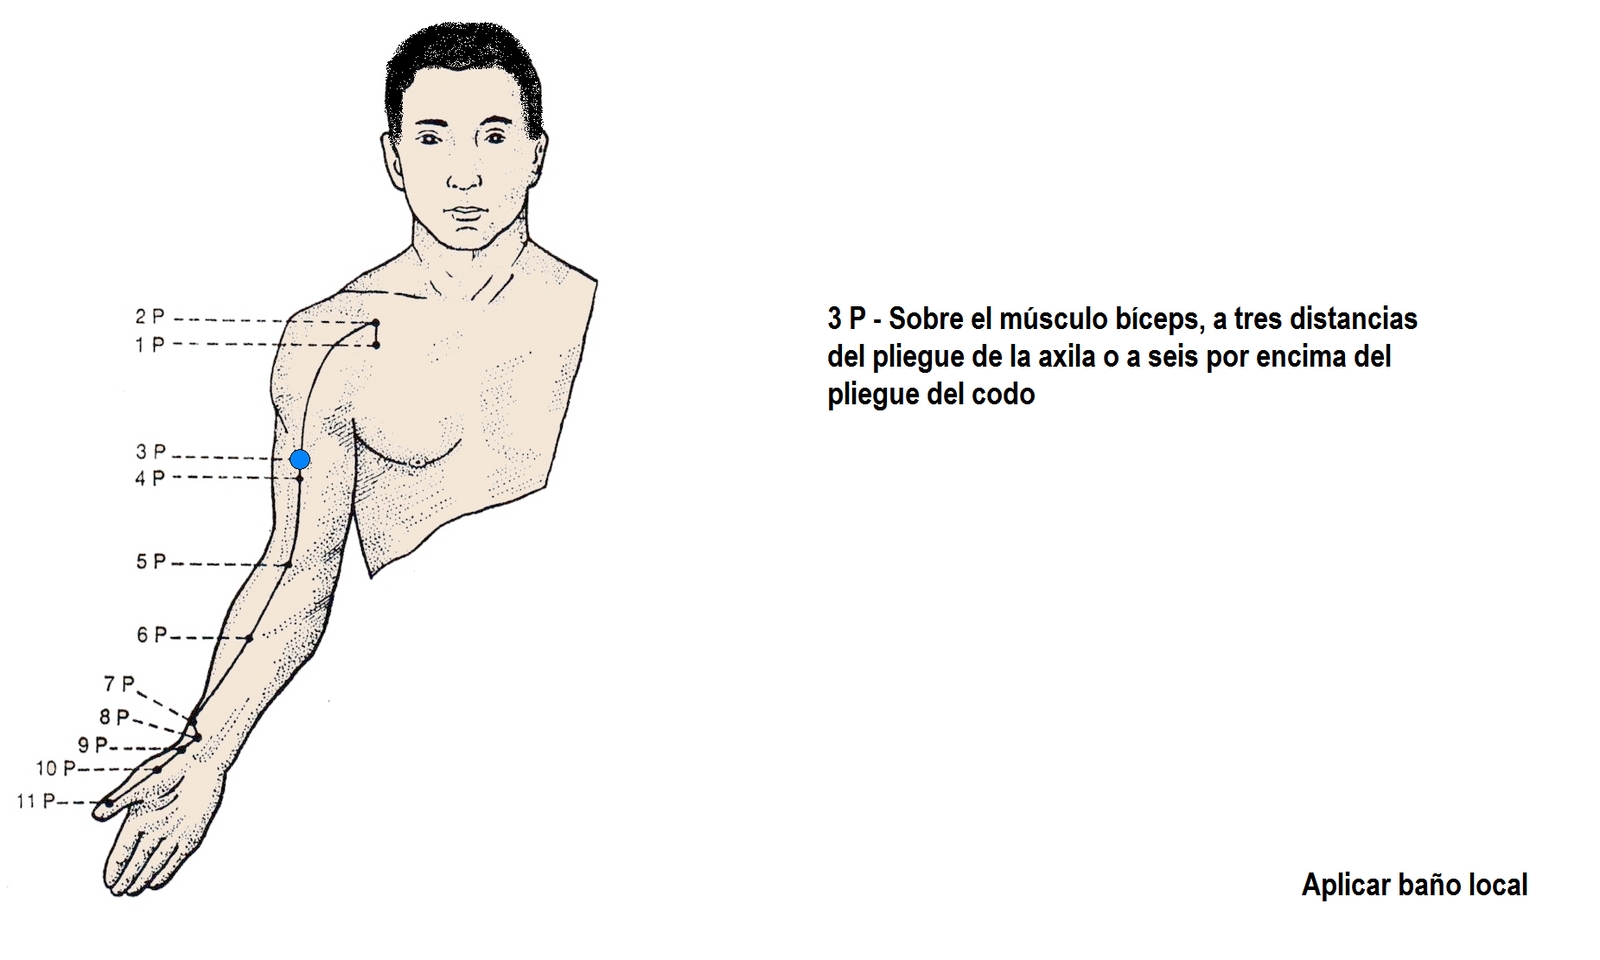 2 P
1 P
3 P
4 P
5 P
6 P
7 P
8 P
9 P
10 P
11 P
3 P - Sobre el músculo bíceps, a tres distancias
del pliegue de la axila o a seis por encima del
pliegue del codo
Aplicar baño local